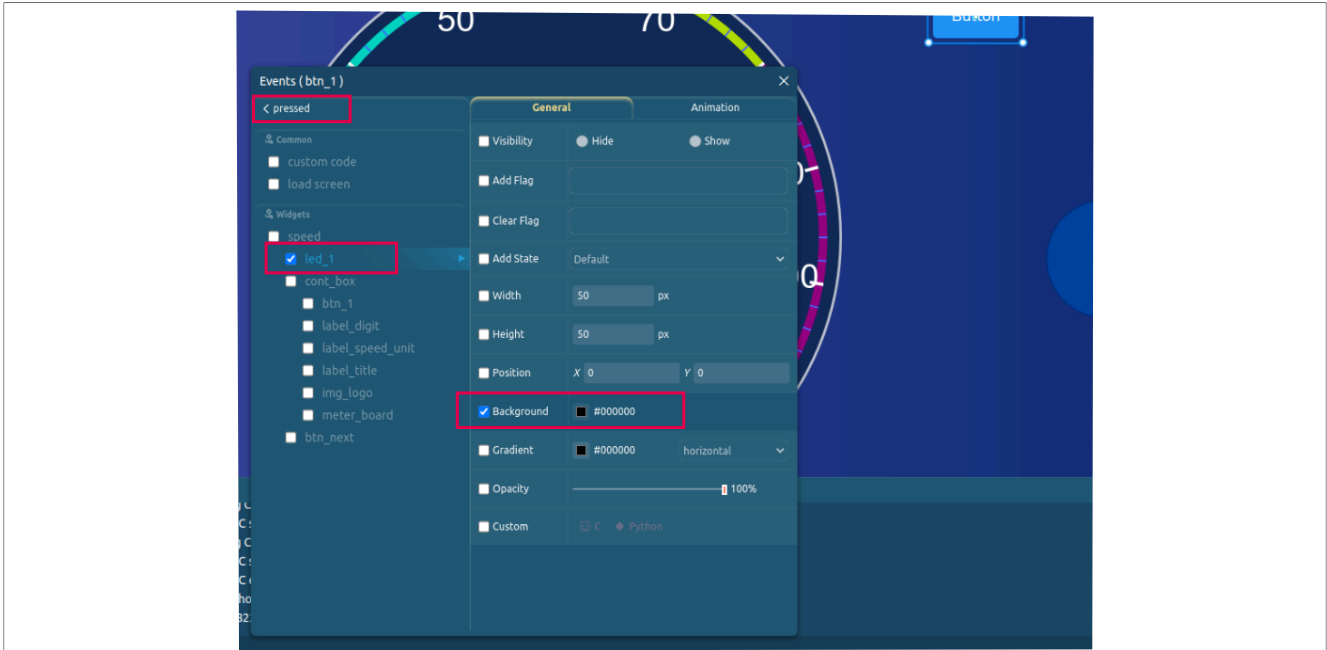 50
70
Button
Events ( btn_1 )
< pressed
General
Animation
Common
custom code
load screen
Widgets
speed
led_1
cont_box
btn_1
label_digit
label_speed_unit
label_title
img_logo
meter_board
btn_next
Visibility Hide Show
Add Flag
Clear Flag
Add State Default
Width 50 px
Height 50 px
Position X 0 Y 0
Background #000000
Gradient #000000 horizontal
Opacity 100%
Custom C Python